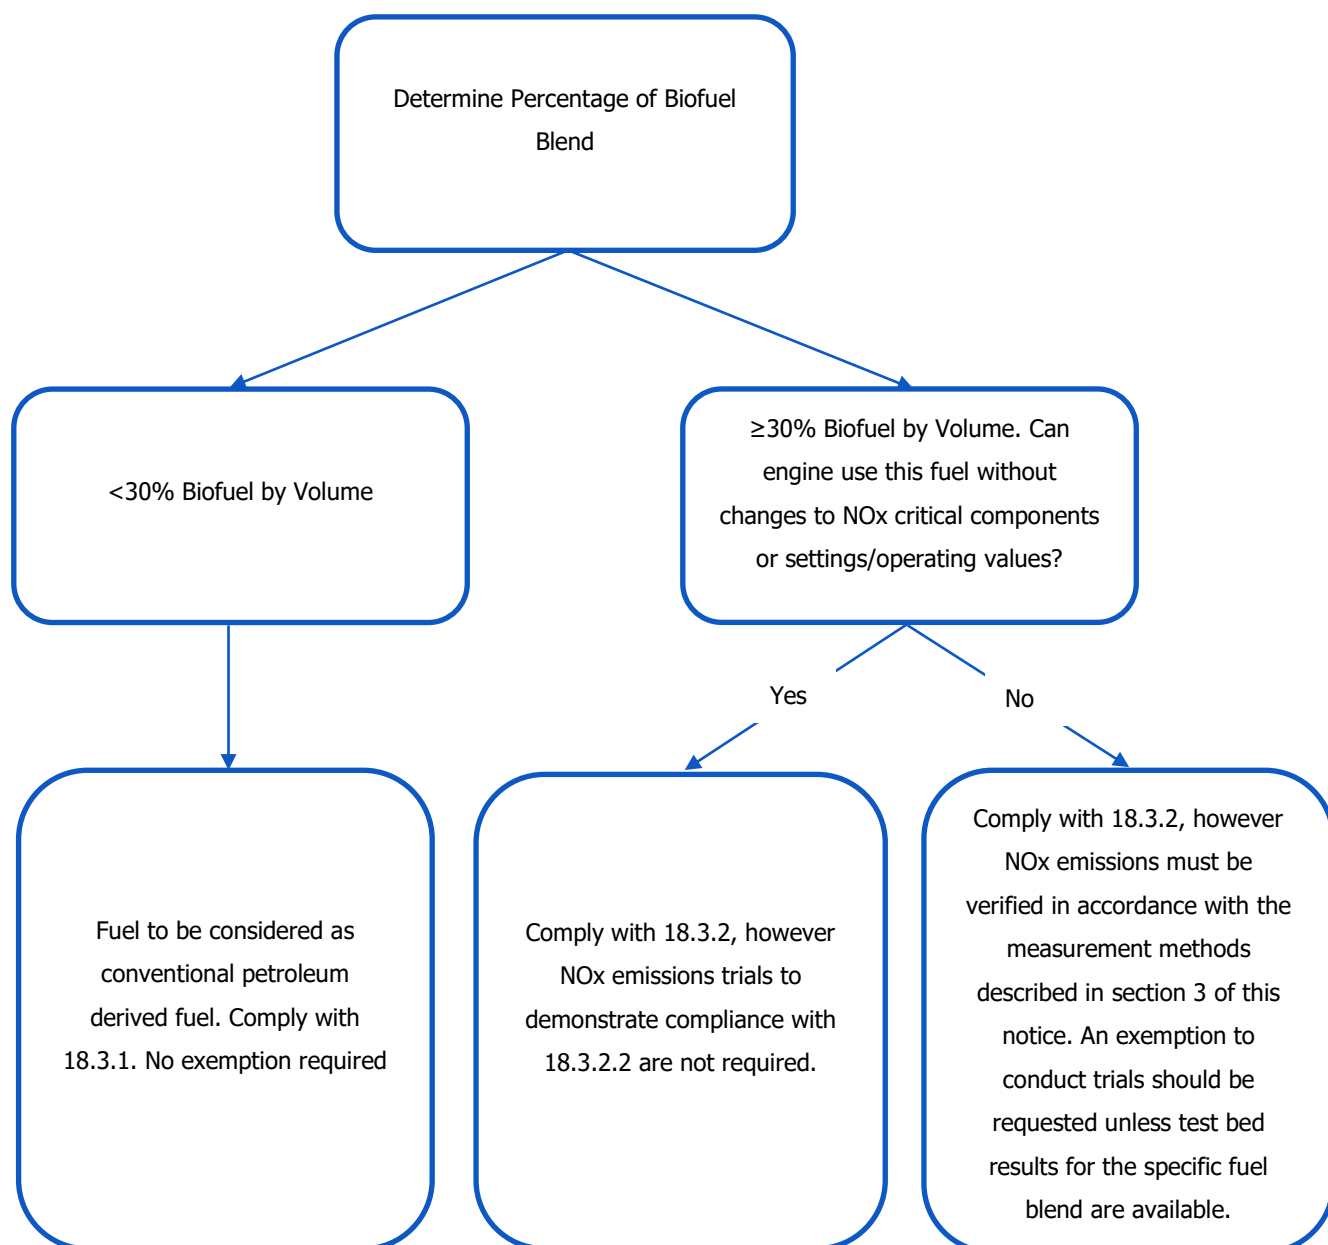 Determine Percentage of Biofuel
Blend
<30% Biofuel by Volume
≥30% Biofuel by Volume. Can
engine use this fuel without
changes to NOx critical components
or settings/operating values?
Yes
No
Fuel to be considered as
conventional petroleum
derived fuel. Comply with
18.3.1. No exemption required
Comply with 18.3.2, however
NOx emissions trials to
demonstrate compliance with
18.3.2.2 are not required.
Comply with 18.3.2, however
NOx emissions must be
verified in accordance with the
measurement methods
described in section 3 of this
notice. An exemption to
conduct trials should be
requested unless test bed
results for the specific fuel
blend are available.